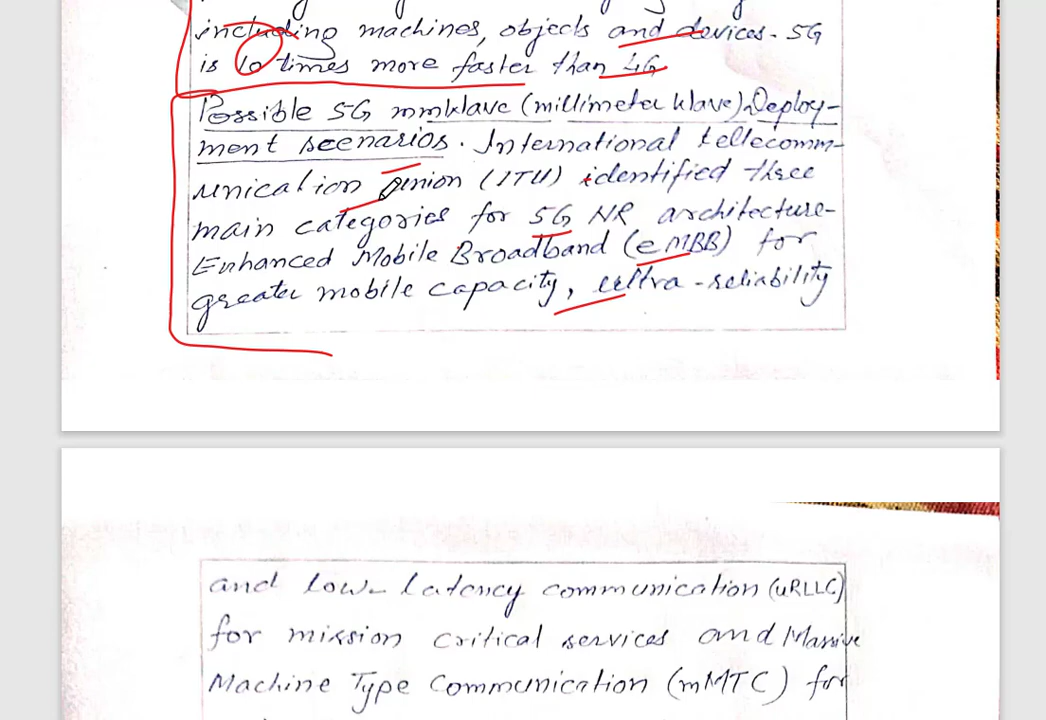 including machines, objects and devices. 5G
is 10 times more faster than 4G
Possible 5G mmWave (millimeter Wave) Deploy-
ment scenarios. International tellecomm-
unication Union (ITU) identified three
main categories for 5G NR architecture-
Enhanced Mobile Broadband (eMBB) for
greater mobile capacity, ultra-reliability
and low-latency communication (uRLLC)
for mission critical services and Massive
Machine Type Communication (mMTC) for